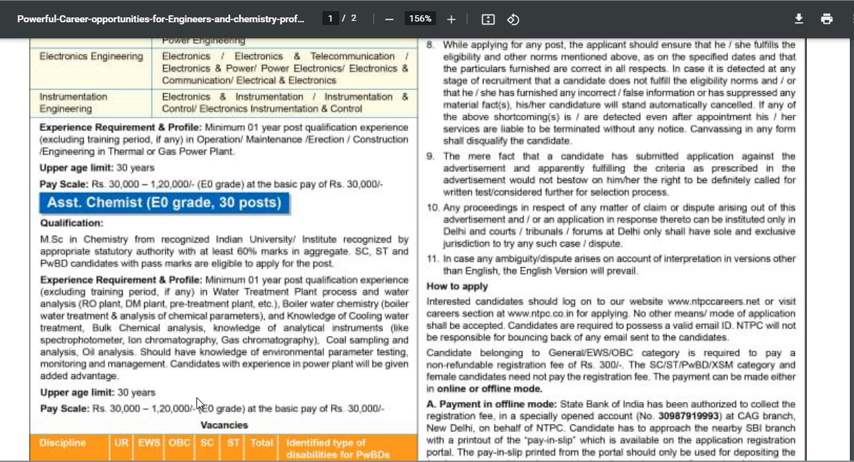 Powerful-Career-opportunities-for-Engineers-and-chemistry-prof...
1 / 2
156%
Power Engineering
Electronics Engineering
Electronics / Electronics & Telecommunication /
Electronics & Power/ Power Electronics/ Electronics &
Communication/ Electrical & Electronics
Instrumentation
Engineering
Electronics & Instrumentation / Instrumentation &
Control/ Electronics Instrumentation & Control
Experience Requirement & Profile: Minimum 01 year post qualification experience
(excluding training period, if any) in Operation/ Maintenance /Erection / Construction
/Engineering in Thermal or Gas Power Plant.
Upper age limit: 30 years
Pay Scale: Rs. 30,000 – 1,20,000/- (E0 grade) at the basic pay of Rs. 30,000/-
Asst. Chemist (E0 grade, 30 posts)
Qualification:
M.Sc in Chemistry from recognized Indian University/ Institute recognized by
appropriate statutory authority with at least 60% marks in aggregate. SC, ST and
PwBD candidates with pass marks are eligible to apply for the post.
Experience Requirement & Profile: Minimum 01 year post qualification experience
(excluding training period, if any) in Water Treatment Plant process and water
analysis (RO plant, DM plant, pre-treatment plant, etc.), Boiler water chemistry (boiler
water treatment & analysis of chemical parameters), and Knowledge of Cooling water
treatment, Bulk Chemical analysis, knowledge of analytical instruments (like
spectrophotometer, Ion chromatography, Gas chromatography), Coal sampling and
analysis, Oil analysis. Should have knowledge of environmental parameter testing,
monitoring and management. Candidates with experience in power plant will be given
added advantage.
Upper age limit: 30 years
Pay Scale: Rs. 30,000 – 1,20,000/- (E0 grade) at the basic pay of Rs. 30,000/-
Vacancies
Discipline UR EWS OBC SC ST Total Identified type of
disabilities for PwBDs
8. While applying for any post, the applicant should ensure that he / she fulfills the
eligibility and other norms mentioned above, as on the specified dates and that
the particulars furnished are correct in all respects. In case it is detected at any
stage of recruitment that a candidate does not fulfill the eligibility norms and / or
that he / she has furnished any incorrect / false information or has suppressed any
material fact(s), his/her candidature will stand automatically cancelled. If any of
the above shortcoming(s) is / are detected even after appointment his / her
services are liable to be terminated without any notice. Canvassing in any form
shall disqualify the candidate.
9. The mere fact that a candidate has submitted application against the
advertisement and apparently fulfilling the criteria as prescribed in the
advertisement would not bestow on him/her the right to be definitely called for
written test/considered further for selection process.
10. Any proceedings in respect of any matter of claim or dispute arising out of this
advertisement and / or an application in response thereto can be instituted only in
Delhi and courts / tribunals / forums at Delhi only shall have sole and exclusive
jurisdiction to try any such case / dispute.
11. In case any ambiguity/dispute arises on account of interpretation in versions other
than English, the English Version will prevail.
How to apply
Interested candidates should log on to our website www.ntpccareers.net or visit
careers section at www.ntpc.co.in for applying. No other means/ mode of application
shall be accepted. Candidates are required to possess a valid email ID. NTPC will not
be responsible for bouncing back of any email sent to the candidates.
Candidate belonging to General/EWS/OBC category is required to pay a
non-refundable registration fee of Rs. 300/-. The SC/ST/PwBD/XSM category and
female candidates need not pay the registration fee. The payment can be made either
in online or offline mode.
A. Payment in offline mode: State Bank of India has been authorized to collect the
registration fee, in a specially opened account (No. 30987919993) at CAG branch,
New Delhi, on behalf of NTPC. Candidate has to approach the nearby SBI branch
with a printout of the "pay-in-slip" which is available on the application registration
portal. The pay-in-slip printed from the portal should only be used for depositing the